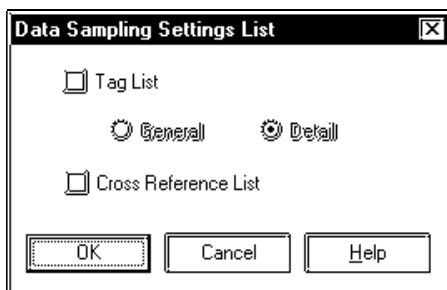 Data Sampling Settings List
Tag List
General Detail
Cross Reference List
OK Cancel Help